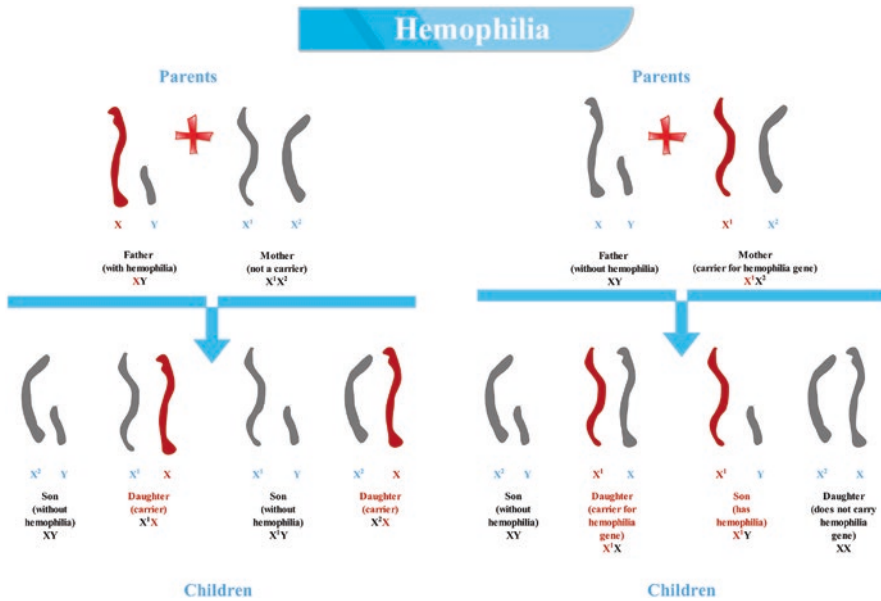 Hemophilia
Parents
X Y X¹ X²
Father
(with hemophilia)
XY
Mother
(not a carrier)
X¹X²
X² Y
Son
(without
hemophilia)
XY
X¹ X
Daughter
(carrier)
X¹X
X¹ Y
Son
(without
hemophilia)
X¹Y
X² X
Daughter
(carrier)
X²X
Children
Parents
X Y X¹ X²
Father
(without hemophilia)
XY
Mother
(carrier for hemophilia gene)
X¹X²
X² Y
Son
(without hemophilia)
XY
X¹ X
Daughter
(carrier for
hemophilia
gene)
X¹X
X¹ Y
Son
(has
hemophilia)
X¹Y
X² X
Daughter
(does not carry
hemophilia
gene)
XX
Children